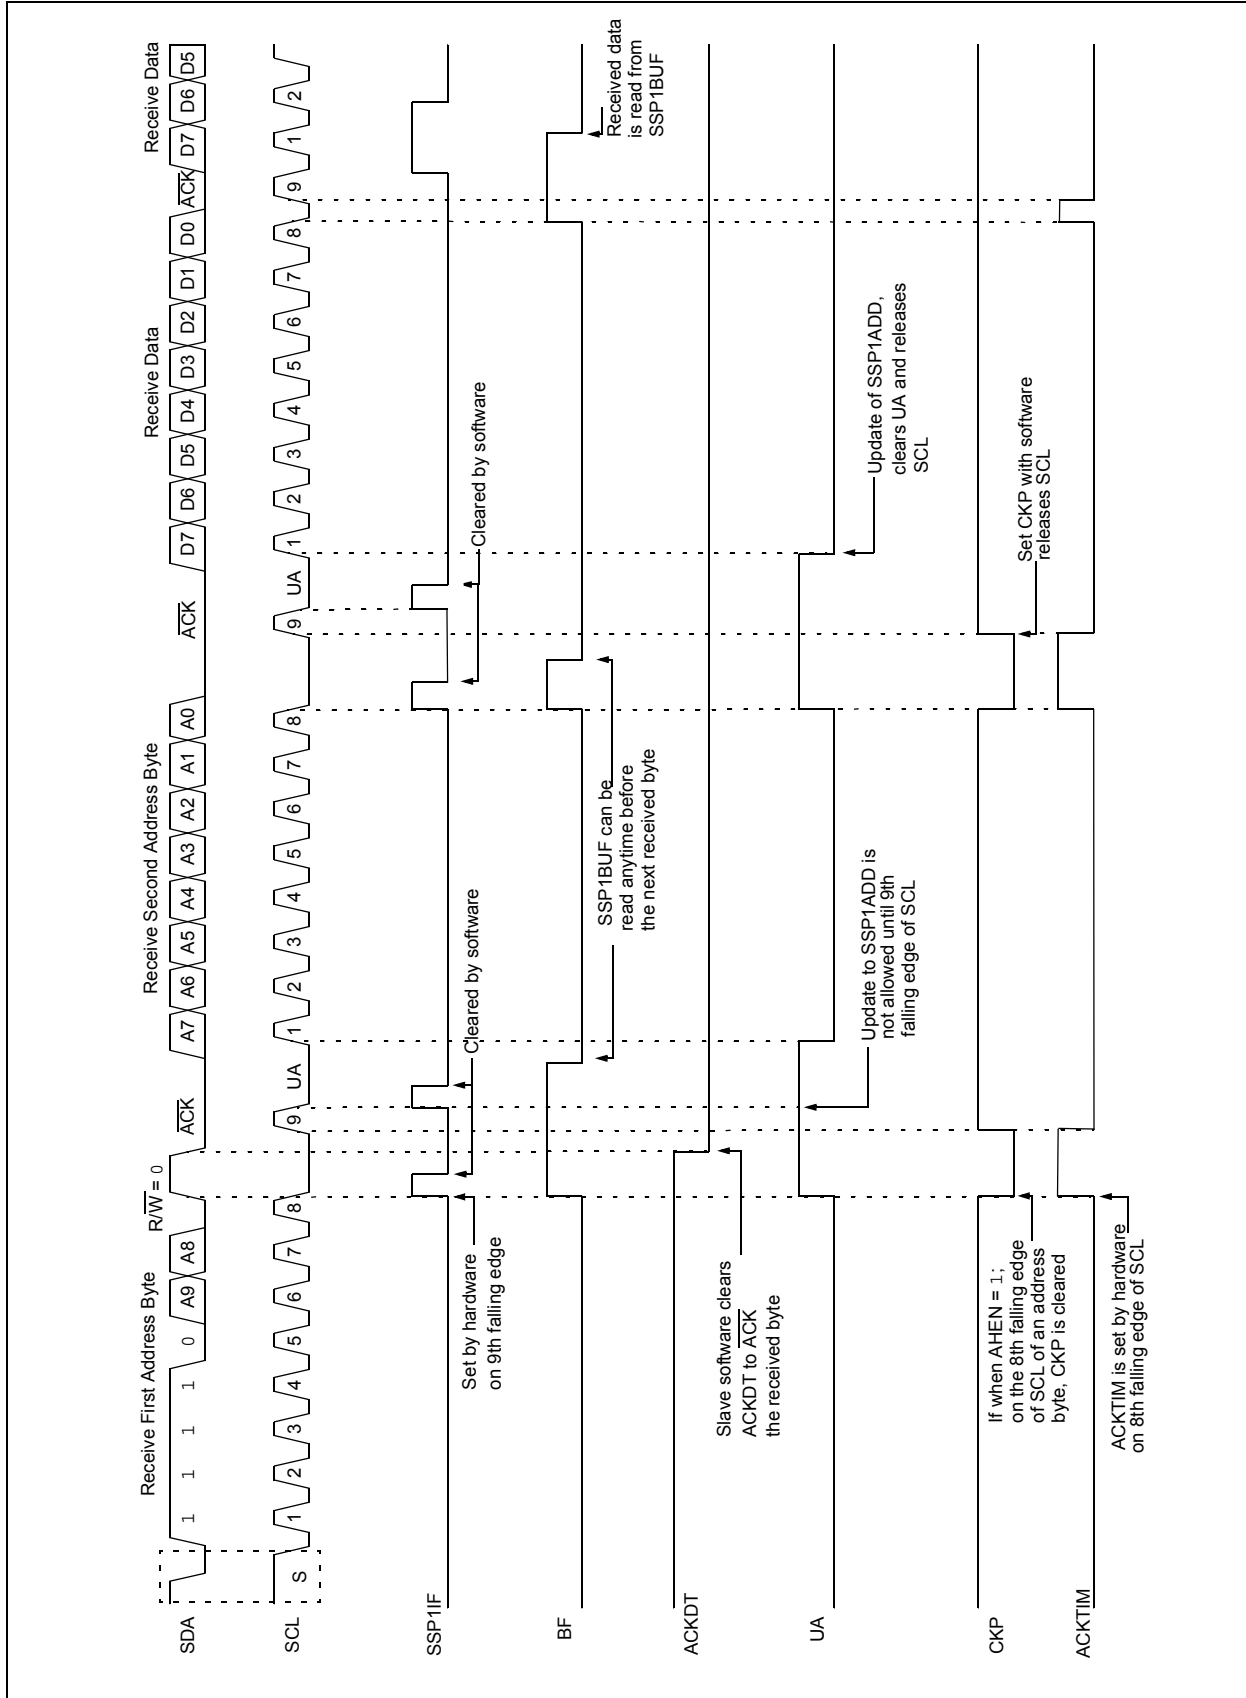 Receive First Address Byte
R/W = 0
Receive Second Address Byte
Receive Data
Receive Data
SDA
1 1 1 1 0 A9 A8
ACK
A7 A6 A5 A4 A3 A2 A1 A0
ACK
D7 D6 D5 D4 D3 D2 D1 D0
ACK
D7 D6 D5
SCL
S
1 2 3 4 5 6 7 8 9 UA
1 2 3 4 5 6 7 8 9 UA
1 2 3 4 5 6 7 8 9
1 2
SSP1IF
Set by hardware
on 9th falling edge
Cleared by software
Cleared by software
BF
SSP1BUF can be
read anytime before
the next received byte
Received data
is read from
SSP1BUF
ACKDT
Slave software clears
ACKDT to ACK
the received byte
UA
Update to SSP1ADD is
not allowed until 9th
falling edge of SCL
Update of SSP1ADD,
clears UA and releases
SCL
CKP
If when AHEN = 1;
on the 8th falling edge
of SCL of an address
byte, CKP is cleared
Set CKP with software
releases SCL
ACKTIM
ACKTIM is set by hardware
on 8th falling edge of SCL